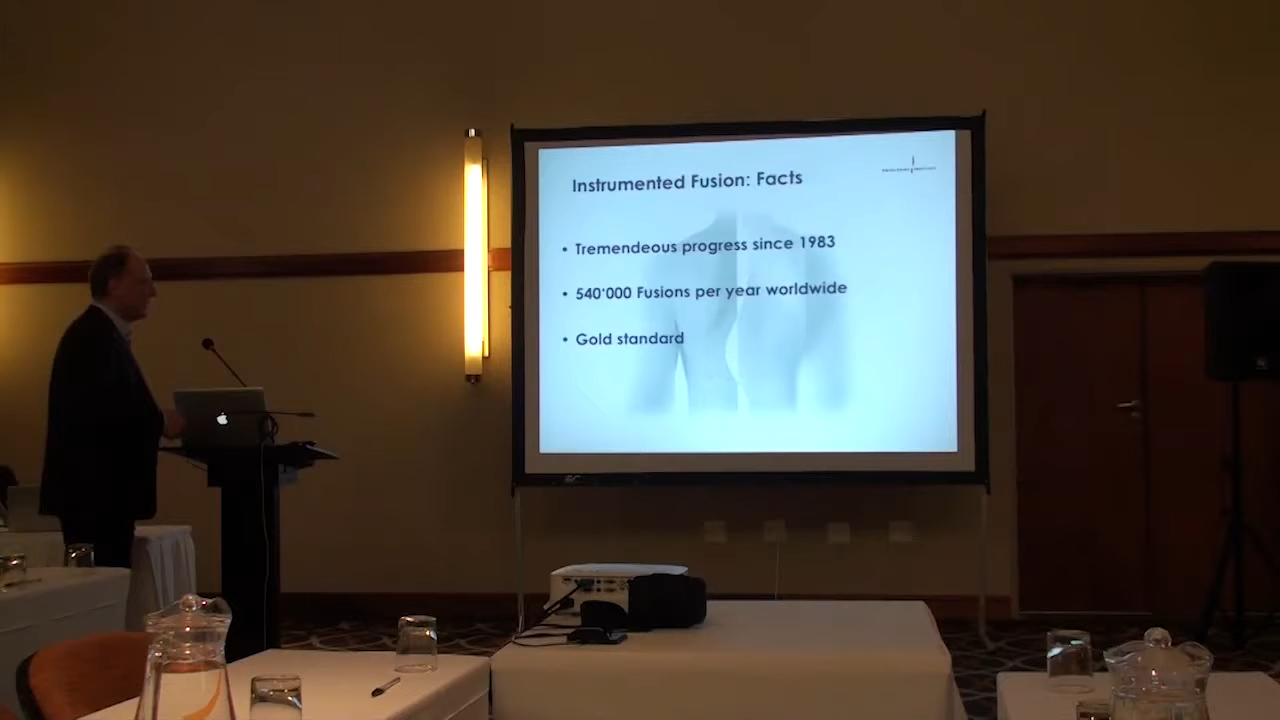 Instrumented Fusion: Facts
• Tremendeous progress since 1983
• 540'000 Fusions per year worldwide
• Gold standard